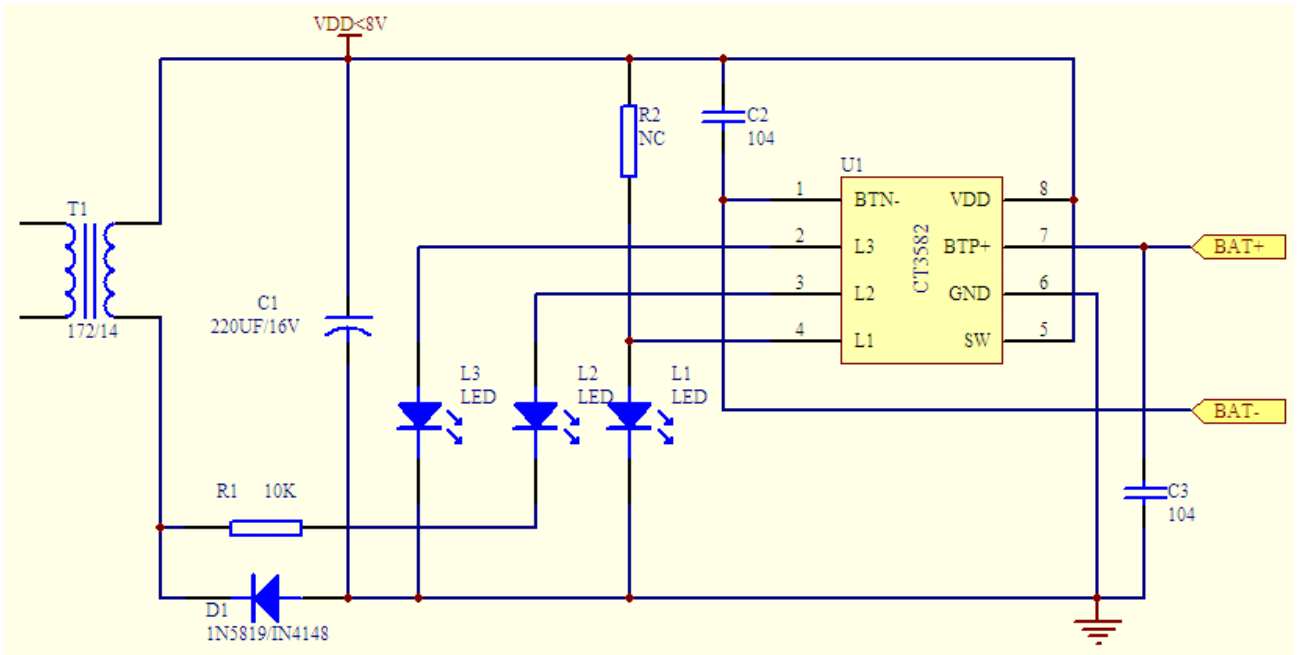 VDD<8V
R2
NC
C2
104
U1
1
BTN-
VDD
8
T1
2
L3
BTP+
7
BAT+
CT3582
3
L2
GND
6
C1
220UF/16V
172/14
4
L1
SW
5
L3
LED
L2
LED
L1
LED
BAT-
R1
10K
C3
104
D1
1N5819/IN4148